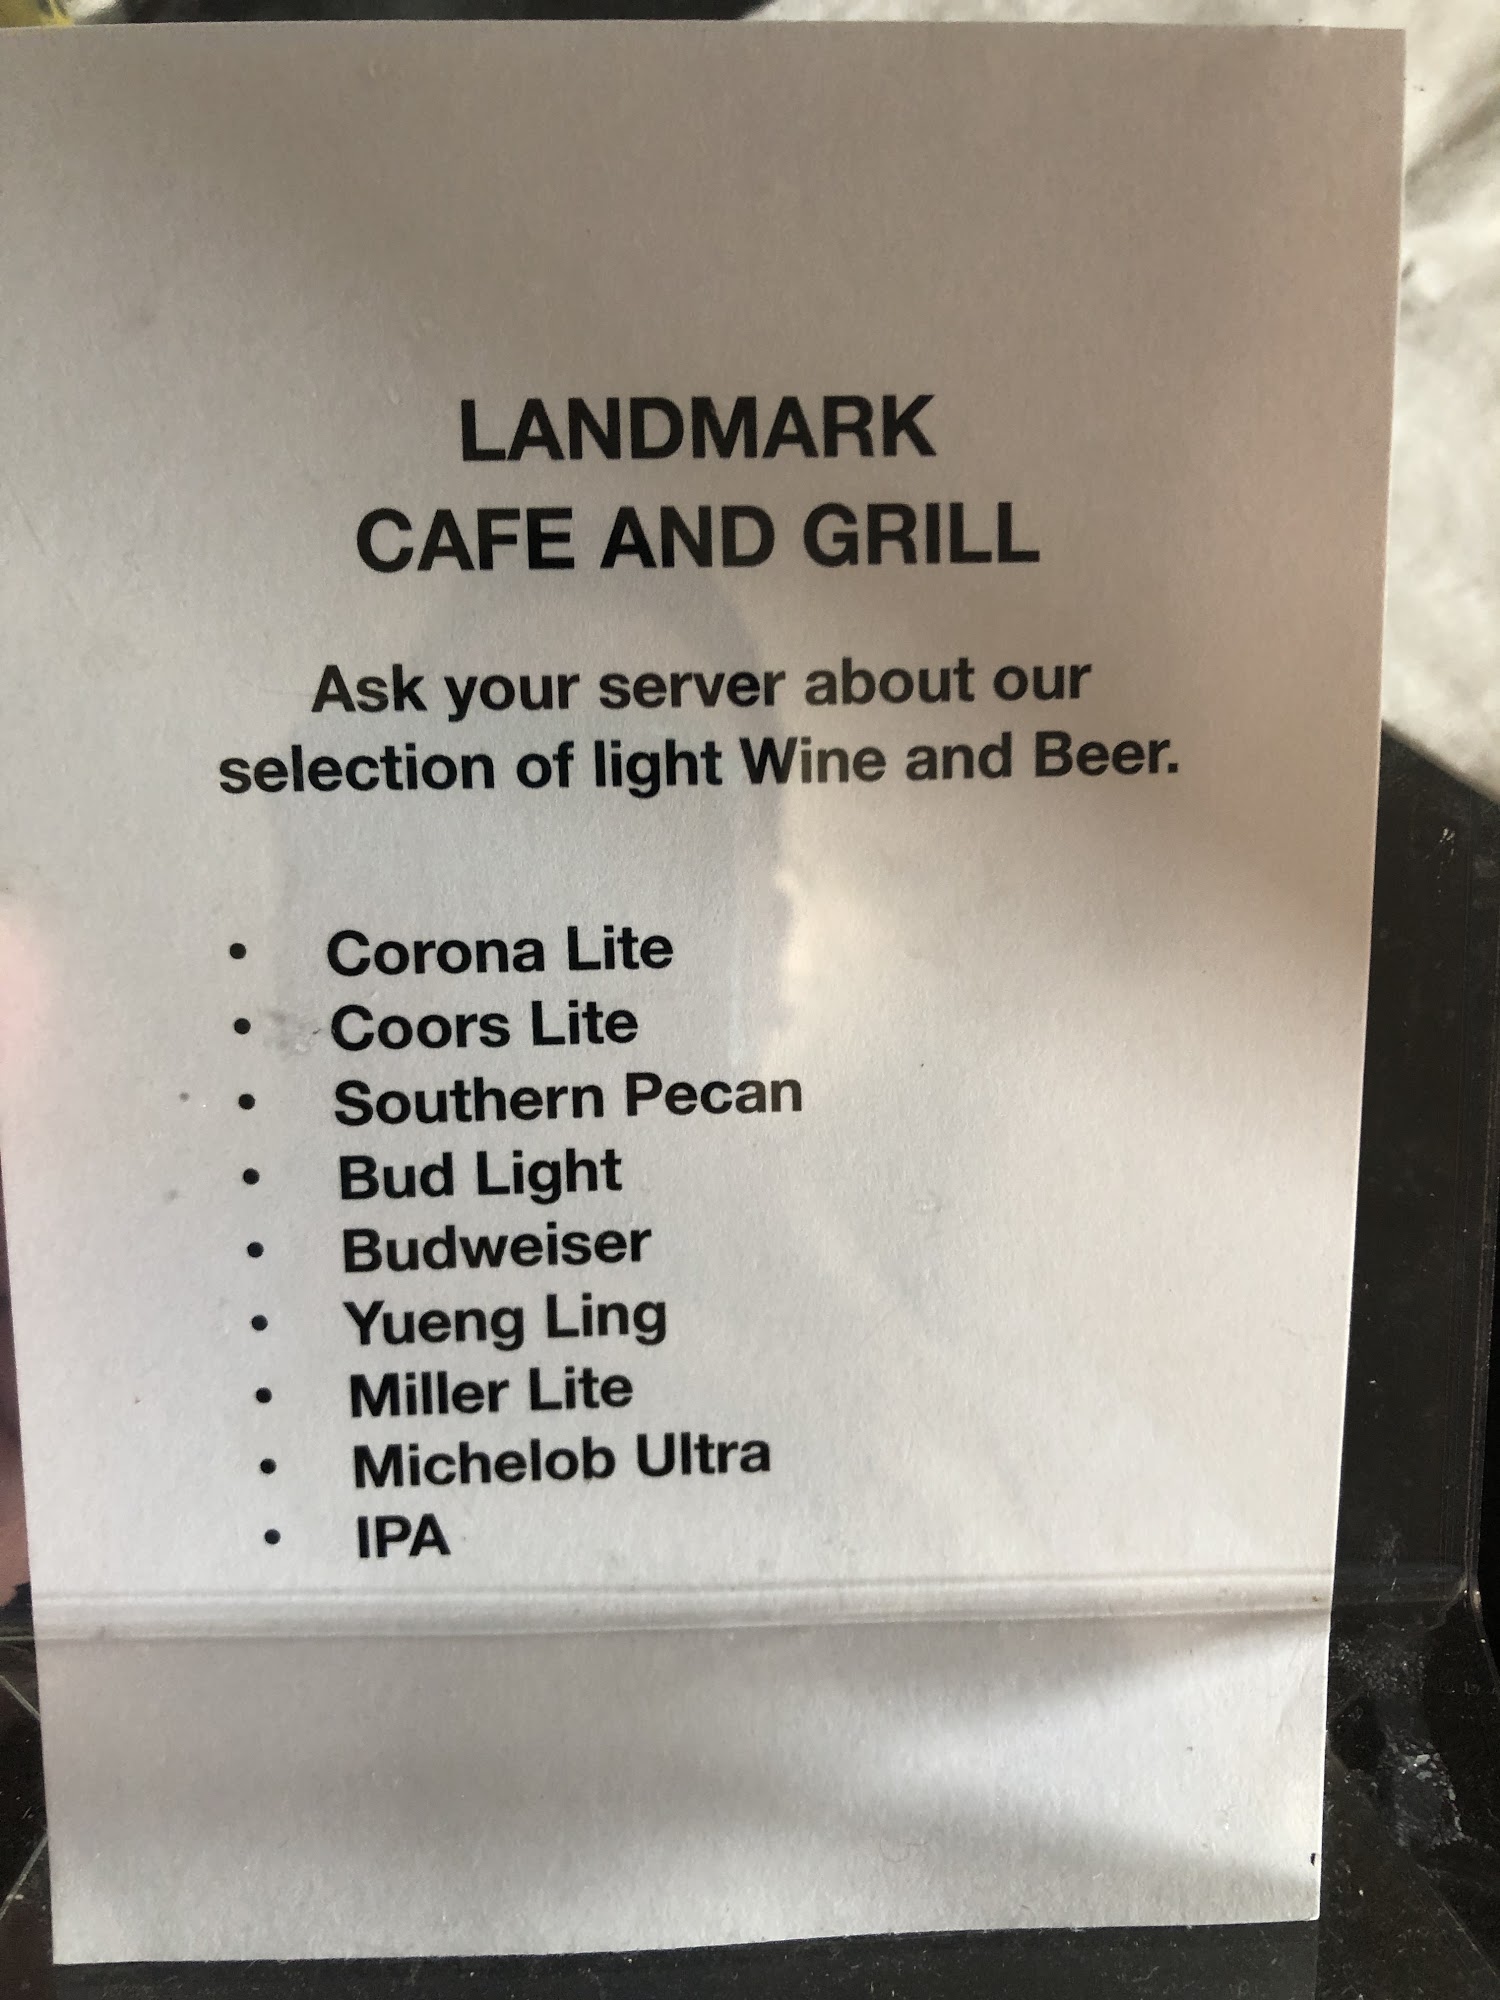 LANDMARK
CAFE AND GRILL
Ask your server about our
selection of light Wine and Beer.
• Corona Lite
• Coors Lite
• Southern Pecan
• Bud Light
• Budweiser
• Yueng Ling
• Miller Lite
• Michelob Ultra
• IPA